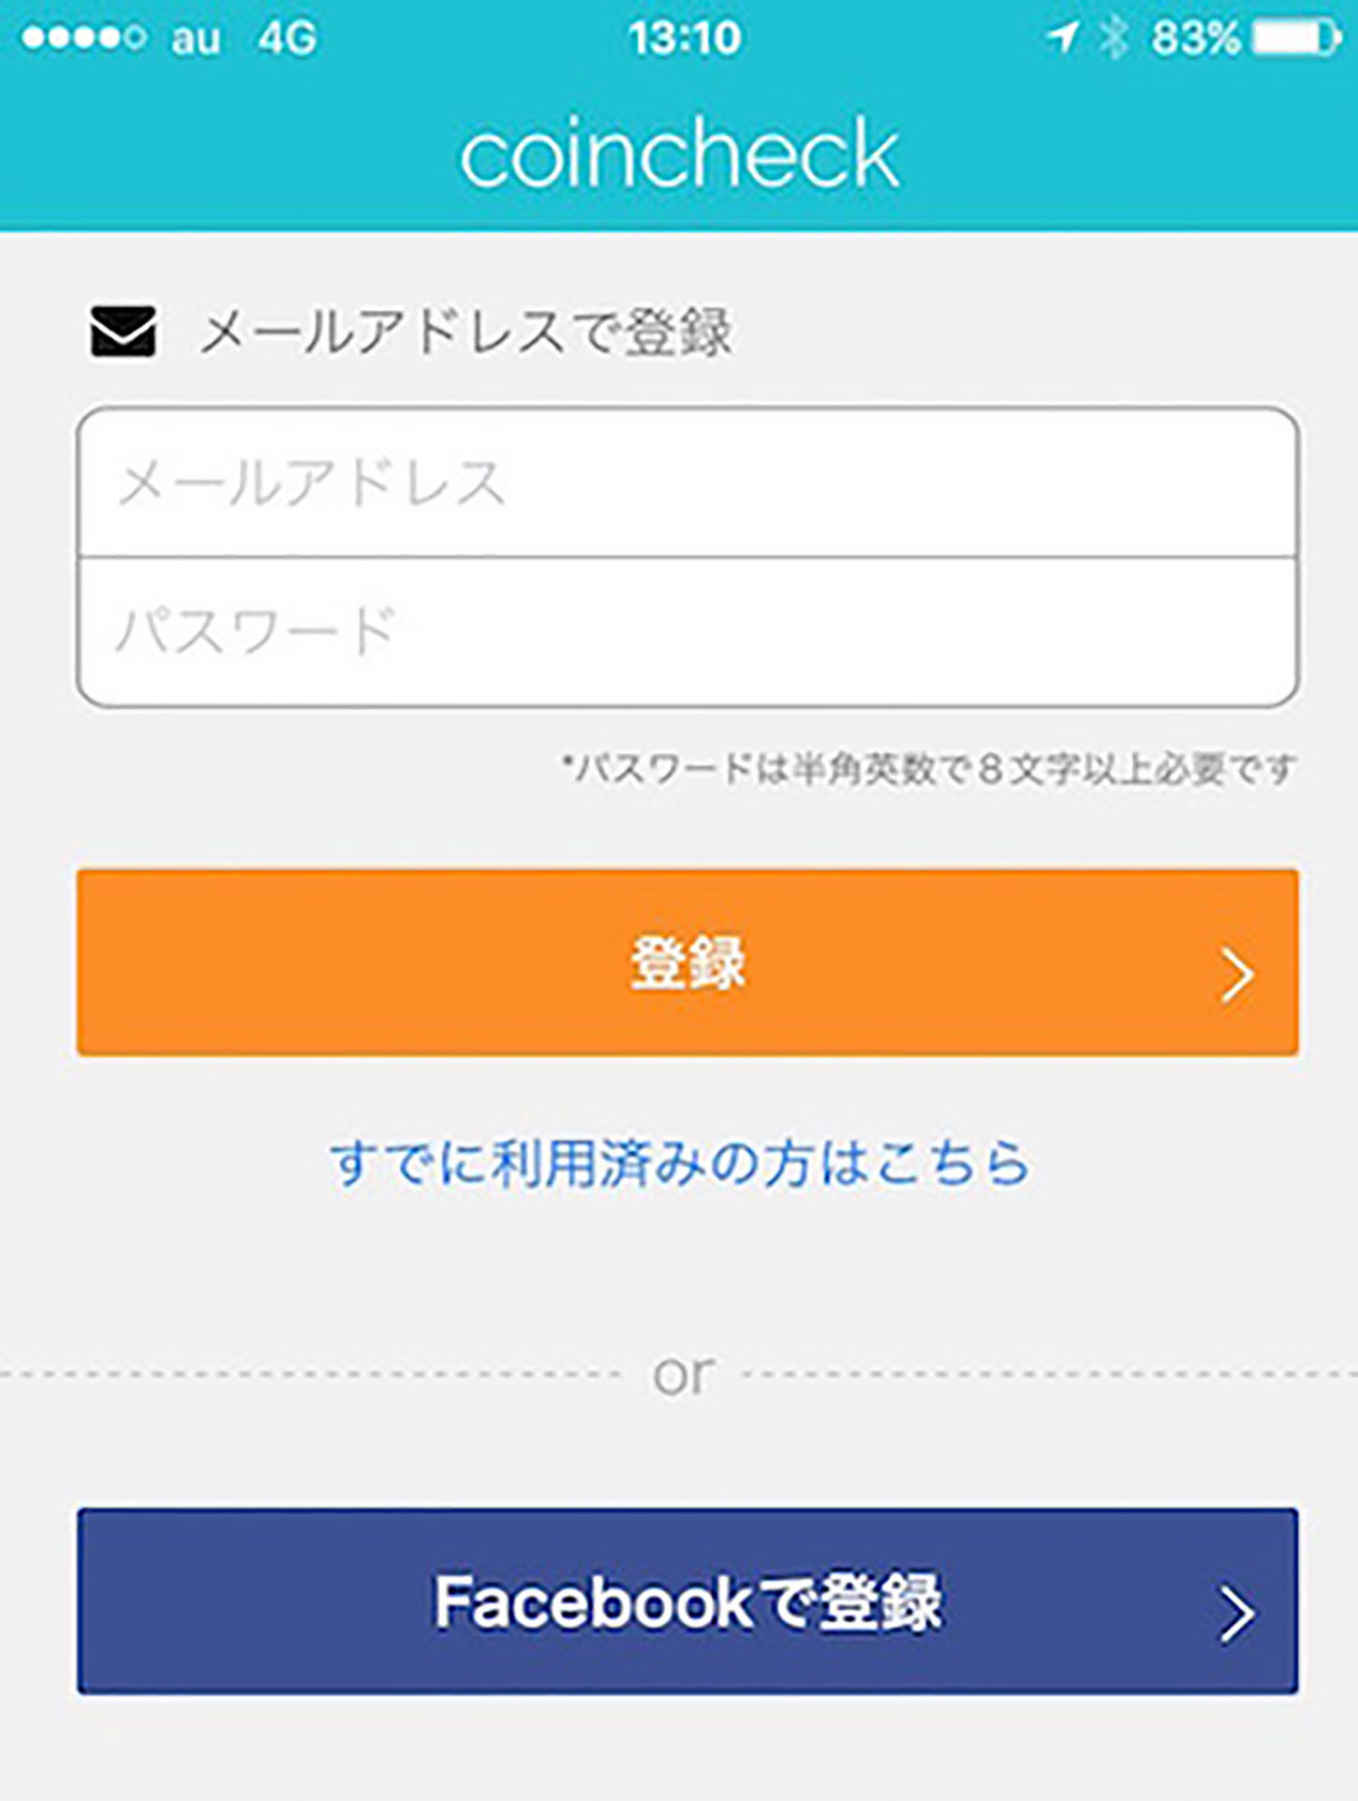 au 4G 13:10 83%
coincheck
メールアドレスで登録
メールアドレス
パスワード
*パスワードは半角英数で８文字以上必要です
登録
すでに利用済みの方はこちら
or
Facebookで登録